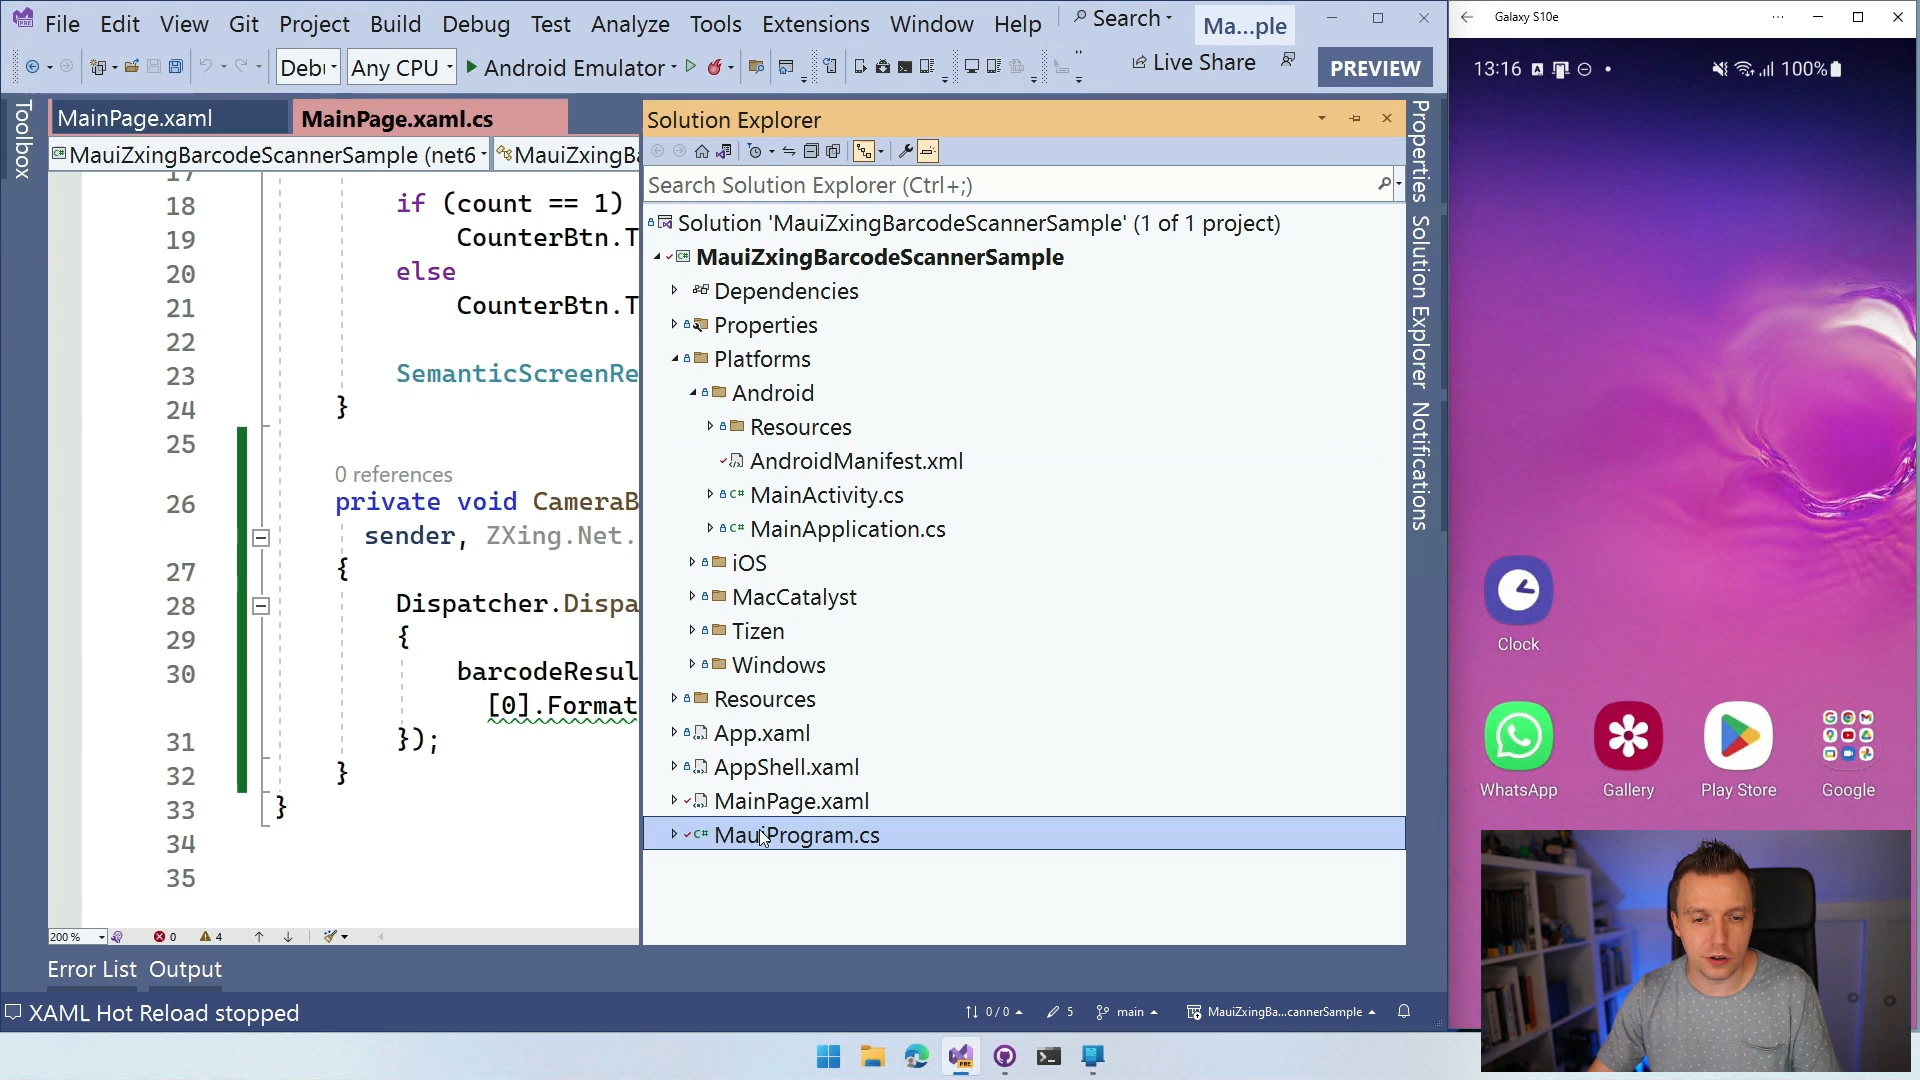 File Edit View Git Project Build Debug Test Analyze Tools Extensions Window Help Search Ma...ple
Debu Any CPU Android Emulator Live Share PREVIEW
Toolbox
MainPage.xaml
MainPage.xaml.cs
MauiZxingBarcodeScannerSample (net6
MauiZxingBa
17
18 if (count == 1)
19 CounterBtn.T
20 else
21 CounterBtn.T
22
23 SemanticScreenRe
24 }
25
0 references
26 private void CameraB
sender, ZXing.Net.
27 {
28 Dispatcher.Dispa
29 {
30 barcodeResul
[0].Format
31 });
32 }
33 }
34
35
200 % 0 4
Solution Explorer
Search Solution Explorer (Ctrl+;)
Solution 'MauiZxingBarcodeScannerSample' (1 of 1 project)
MauiZxingBarcodeScannerSample
Dependencies
Properties
Platforms
Android
Resources
AndroidManifest.xml
MainActivity.cs
MainApplication.cs
iOS
MacCatalyst
Tizen
Windows
Resources
App.xaml
AppShell.xaml
MainPage.xaml
MauiProgram.cs
Properties
Solution Explorer
Notifications
Error List Output
XAML Hot Reload stopped
0 / 0 5 main MauiZxingBa...cannerSample
Galaxy S10e
13:16 100%
Clock
WhatsApp Gallery Play Store Google